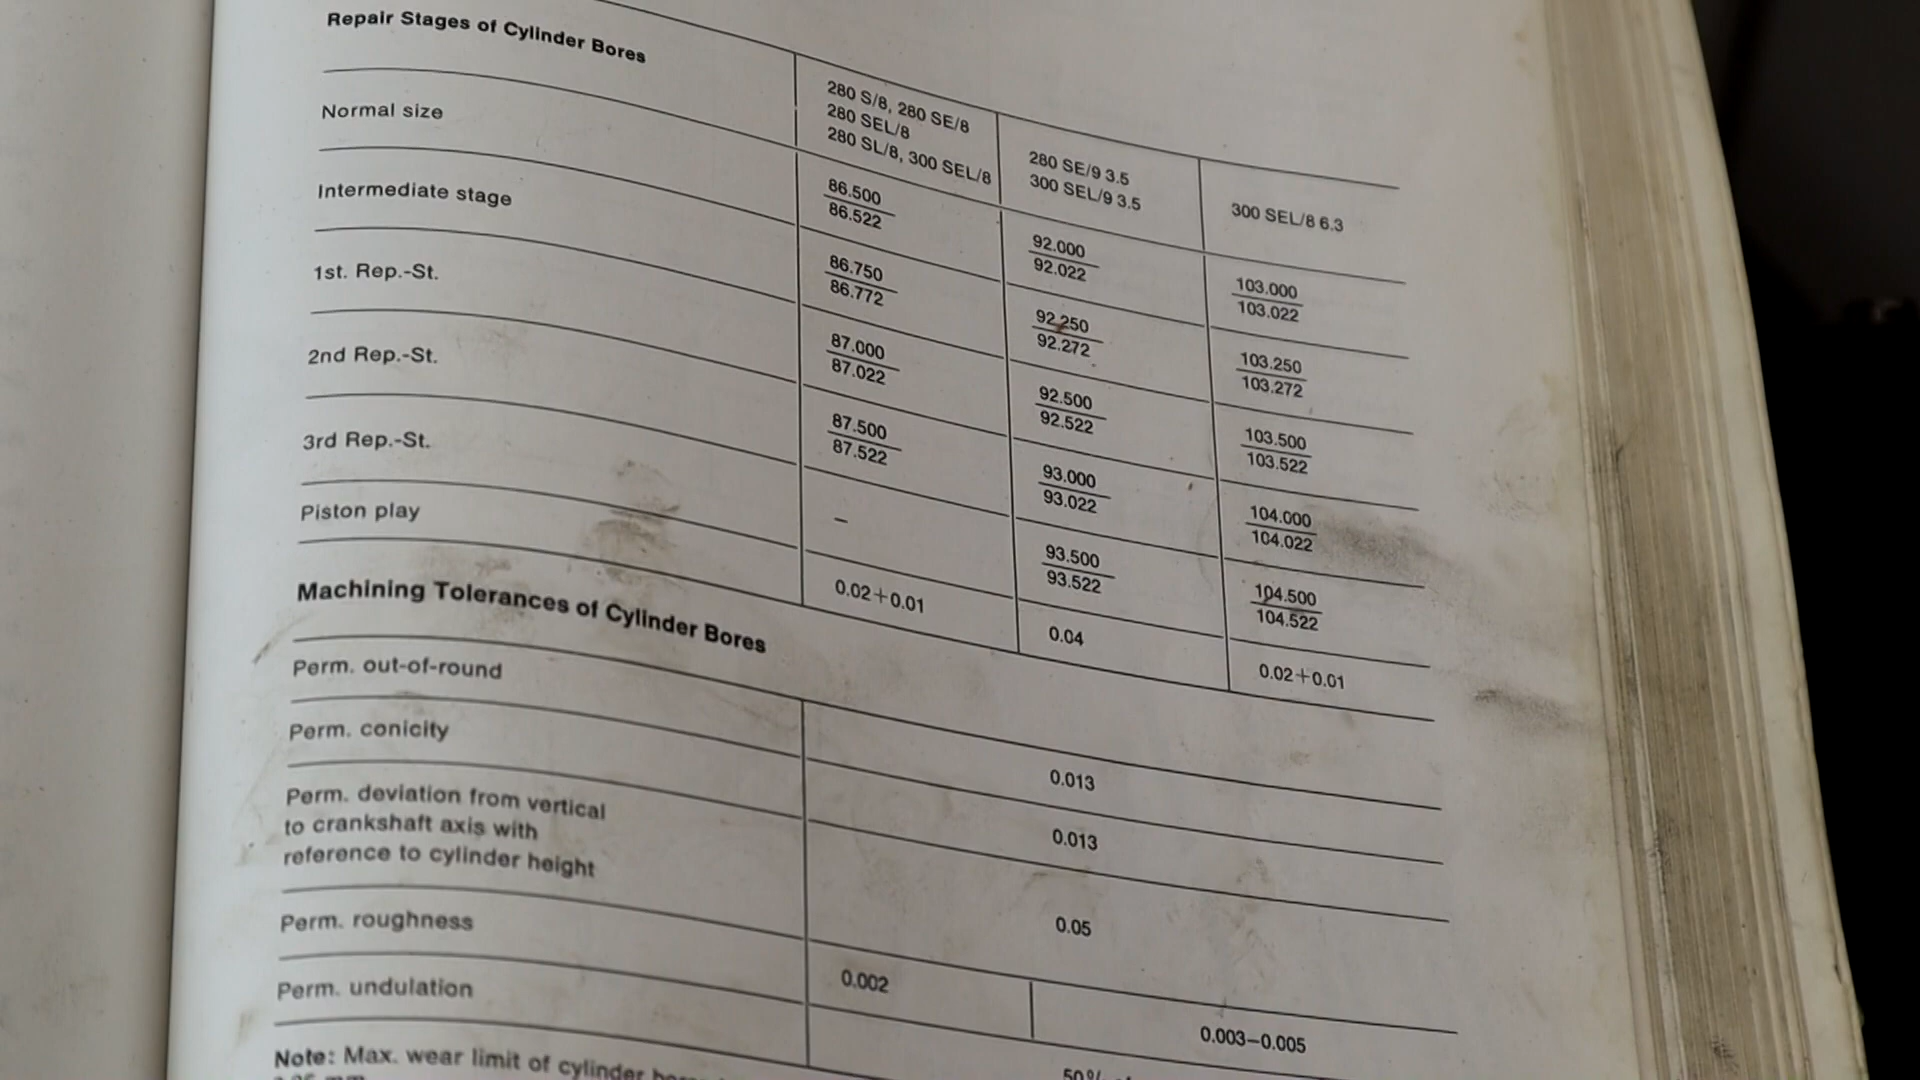 Repair Stages of Cylinder Bores
280 S/8, 280 SE/8
280 SEL/8
280 SL/8, 300 SEL/8
280 SE/9 3.5
300 SEL/9 3.5
300 SEL/8 6.3
Normal size
86.500
86.522
92.000
92.022
103.000
103.022
Intermediate stage
86.750
86.772
92.250
92.272
103.250
103.272
1st. Rep.-St.
87.000
87.022
92.500
92.522
103.500
103.522
2nd Rep.-St.
87.500
87.522
93.000
93.022
104.000
104.022
3rd Rep.-St.
–
93.500
93.522
104.500
104.522
Piston play
0.02+0.01
0.04
0.02+0.01
Machining Tolerances of Cylinder Bores
Perm. out-of-round
0.013
Perm. conicity
0.013
Perm. deviation from vertical
to crankshaft axis with
reference to cylinder height
0.05
Perm. roughness
0.002
0.003–0.005
Perm. undulation
50%
Note: Max. wear limit of cylinder